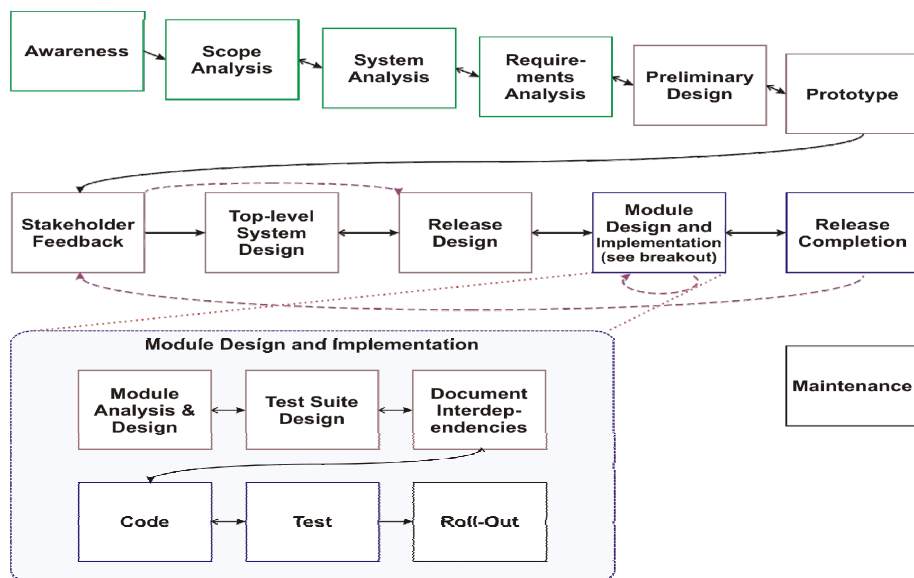 Awareness
Scope
Analysis
System
Analysis
Require-
ments
Analysis
Preliminary
Design
Prototype
Stakeholder
Feedback
Top-level
System
Design
Release
Design
Module
Design and
Implementation
(see breakout)
Release
Completion
Module Design and Implementation
Module
Analysis &
Design
Test Suite
Design
Document
Interdep-
endencies
Maintenance
Code
Test
Roll-Out